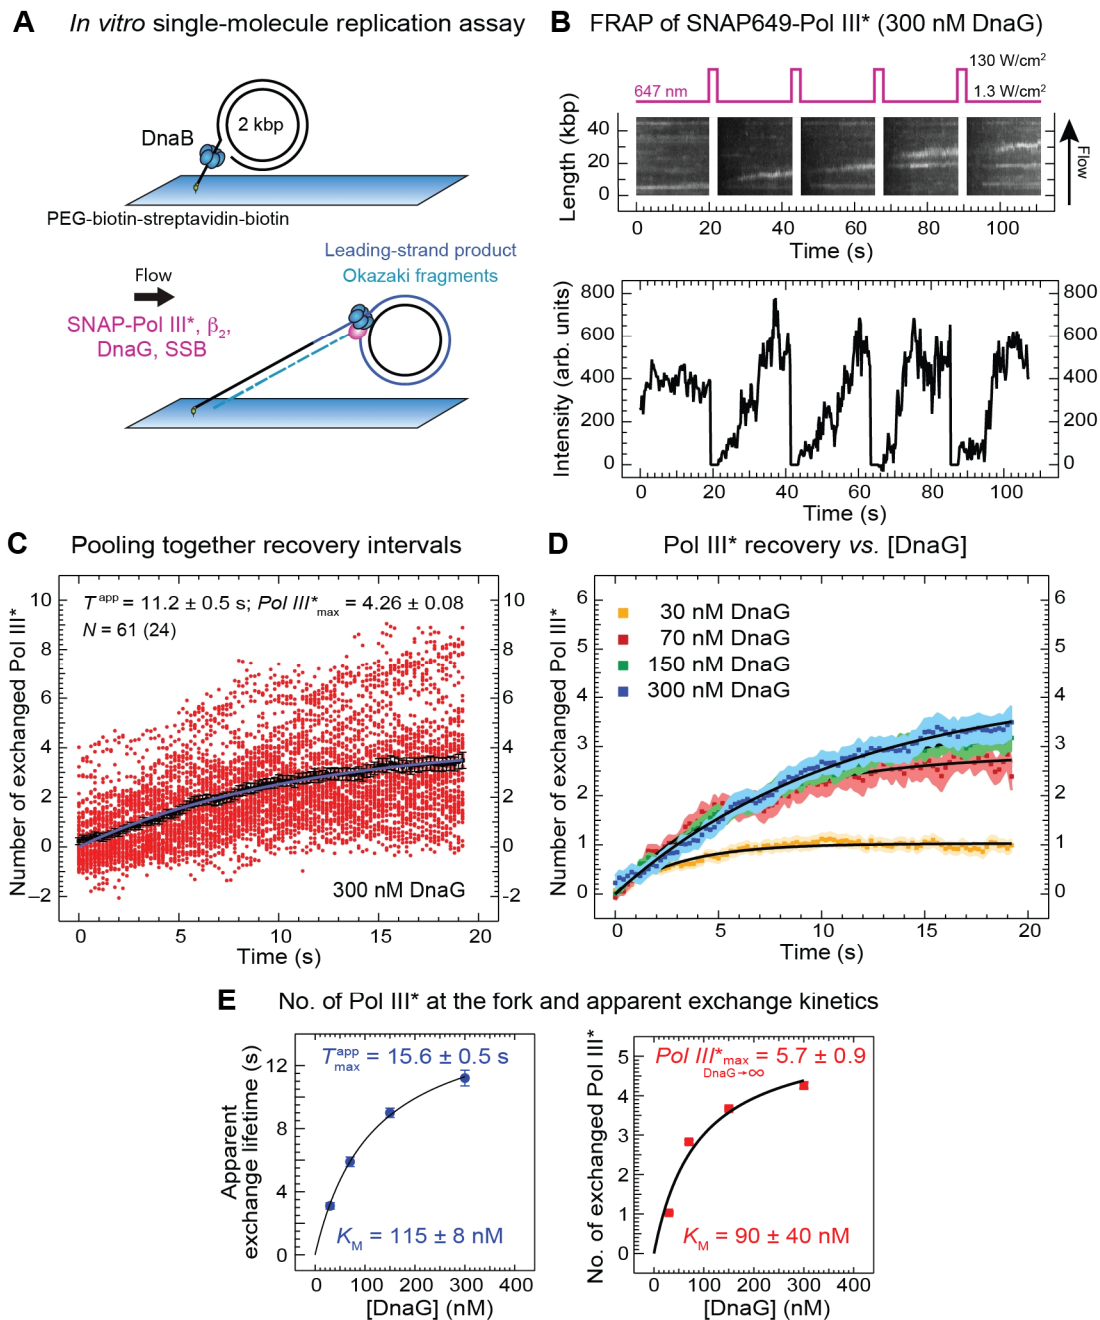 A In vitro single-molecule replication assay
DnaB
2 kbp
PEG-biotin-streptavidin-biotin
Leading-strand product
Okazaki fragments
Flow
SNAP-Pol III*, β₂,
DnaG, SSB
B FRAP of SNAP649-Pol III* (300 nM DnaG)
647 nm
130 W/cm²
1.3 W/cm²
Length (kbp)
40
20
0
Flow
0 20 40 60 80 100
Time (s)
Intensity (arb. units)
800 800
600 600
400 400
200 200
0 0
0 20 40 60 80 100
Time (s)
C Pooling together recovery intervals
T^app = 11.2 ± 0.5 s; Pol III*max = 4.26 ± 0.08
N = 61 (24)
Number of exchanged Pol III*
10 10
8 8
6 6
4 4
2 2
0 0
–2 -2
300 nM DnaG
0 5 10 15 20
Time (s)
D Pol III* recovery vs. [DnaG]
30 nM DnaG
70 nM DnaG
150 nM DnaG
300 nM DnaG
Number of exchanged Pol III*
6 6
5 5
4 4
3 3
2 2
1 1
0 0
0 5 10 15 20
Time (s)
E No. of Pol III* at the fork and apparent exchange kinetics
Apparent
exchange lifetime (s)
T^app max = 15.6 ± 0.5 s
12
8
4
0
K_M = 115 ± 8 nM
0 100 200 300 400
[DnaG] (nM)
No. of exchanged Pol III*
Pol III*max = 5.7 ± 0.9
DnaG→∞
5
4
3
2
1
0
K_M = 90 ± 40 nM
0 100 200 300 400
[DnaG] (nM)